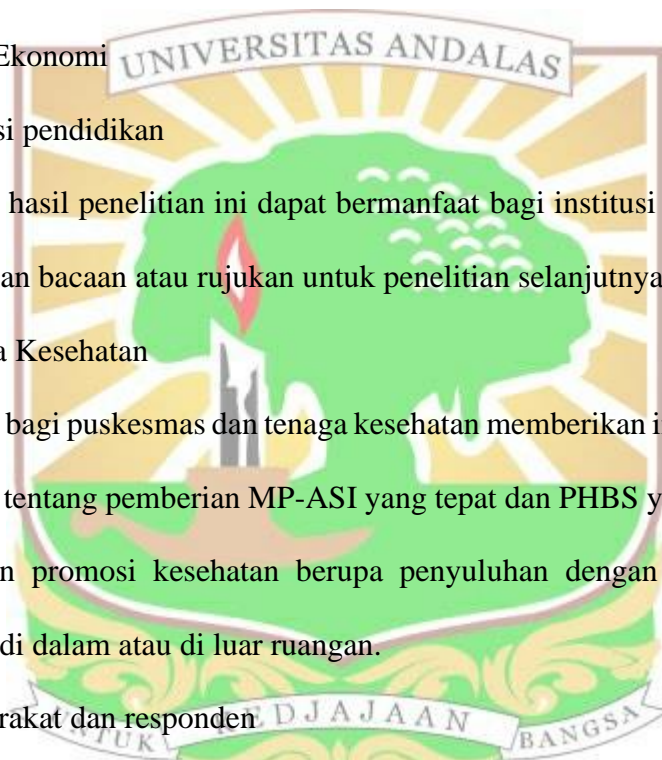 Ekonomi
UNIVERSITAS ANDALAS
si pendidikan
hasil penelitian ini dapat bermanfaat bagi institusi
an bacaan atau rujukan untuk penelitian selanjutnya
a Kesehatan
bagi puskesmas dan tenaga kesehatan memberikan i
tentang pemberian MP-ASI yang tepat dan PHBS y
n promosi kesehatan berupa penyuluhan dengan
di dalam atau di luar ruangan.
rakat dan responden
UNTUK KEDJAJAAN BANGSA